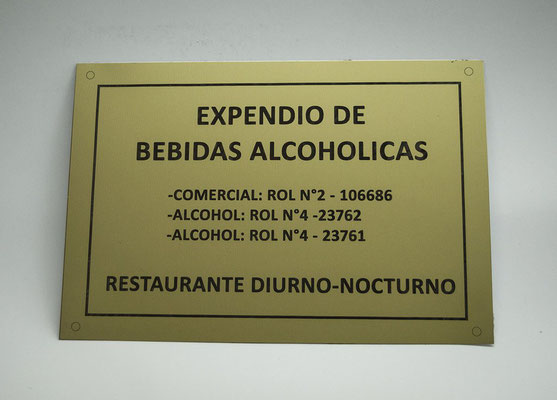 EXPENDIO DE
BEBIDAS ALCOHOLICAS
-COMERCIAL: ROL N°2 - 106686
-ALCOHOL: ROL N°4 -23762
-ALCOHOL: ROL N°4 - 23761
RESTAURANTE DIURNO-NOCTURNO